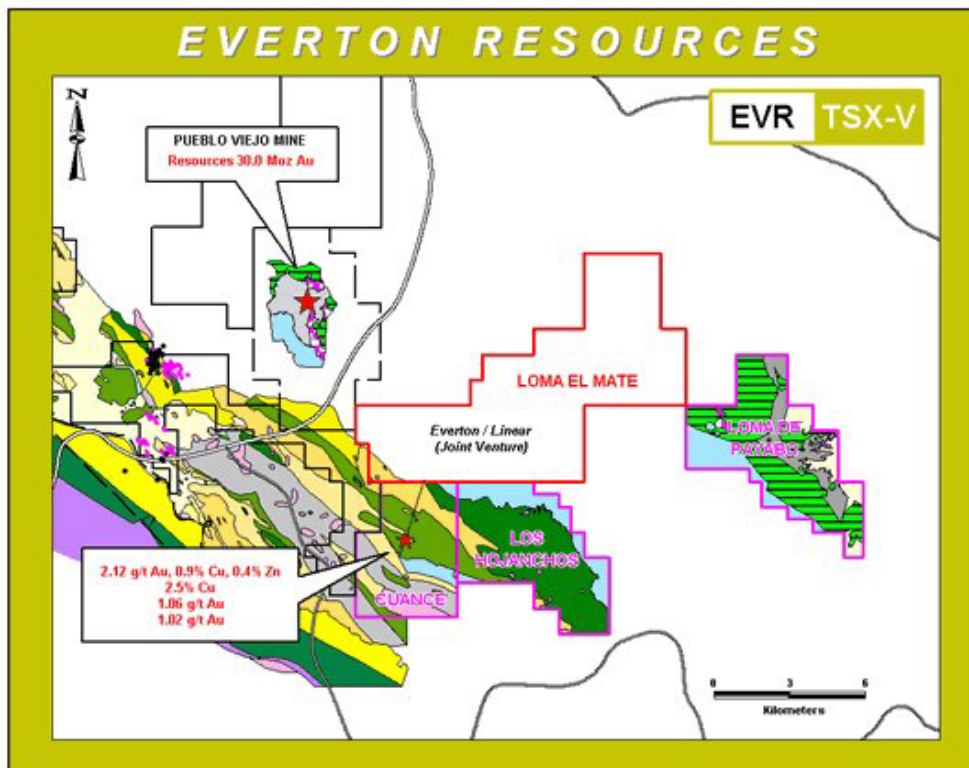 EVERTON RESOURCES
N
EVR TSX-V
PUEBLO VIEJO MINE
Resources 30.0 Moz Au
LOMA EL MATE
Everton / Linear
(Joint Venture)
LOMA DE
PAYABO
LOS
HOJANCHOS
CUANCE
2.12 g/t Au, 0.9% Cu, 0.4% Zn
2.5% Cu
1.06 g/t Au
1.02 g/t Au
0 3 6
Kilometers